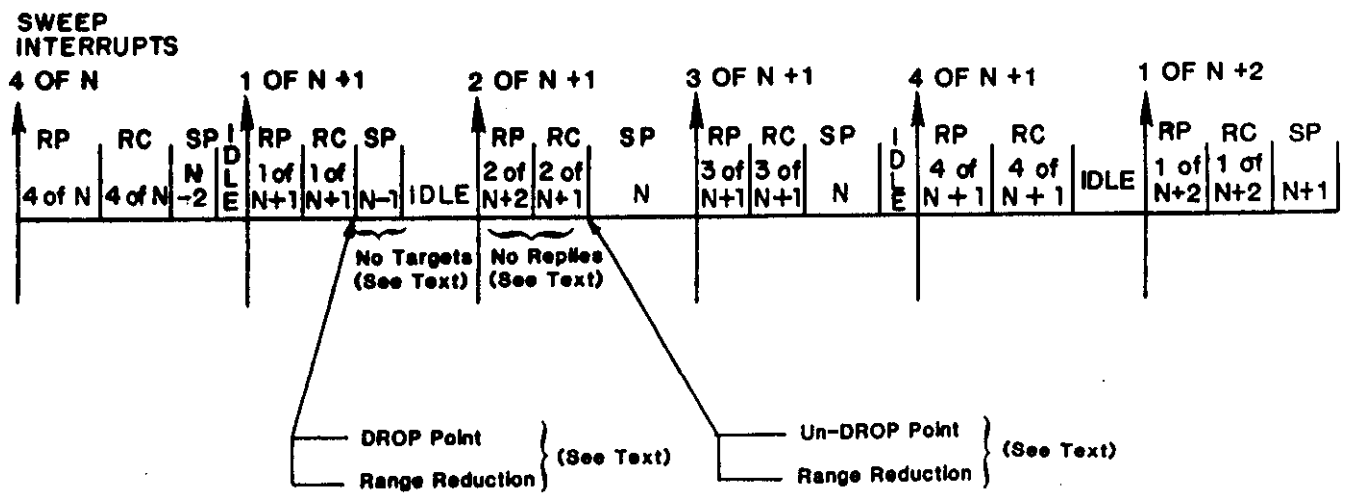 SWEEP
INTERRUPTS
4 OF N
1 OF N +1
2 OF N +1
3 OF N +1
4 OF N+1
1 OF N +2
RP
4 of N
RC
4 of N
SP
N
-2
IDLE
RP
1 of
N+1
RC
1 of
N+1
SP
N-1
IDLE
RP
2 of
N+2
RC
2 of
N+1
SP
N
RP
3 of
N+1
RC
3 of
N+1
SP
N
IDLE
RP
4 of
N+1
RC
4 of
N+1
IDLE
RP
1 of
N+2
RC
1 of
N+2
SP
N+1
No Targets
(See Text)
No Replies
(See Text)
DROP Point
Range Reduction
(See Text)
Un-DROP Point
Range Reduction
(See Text)